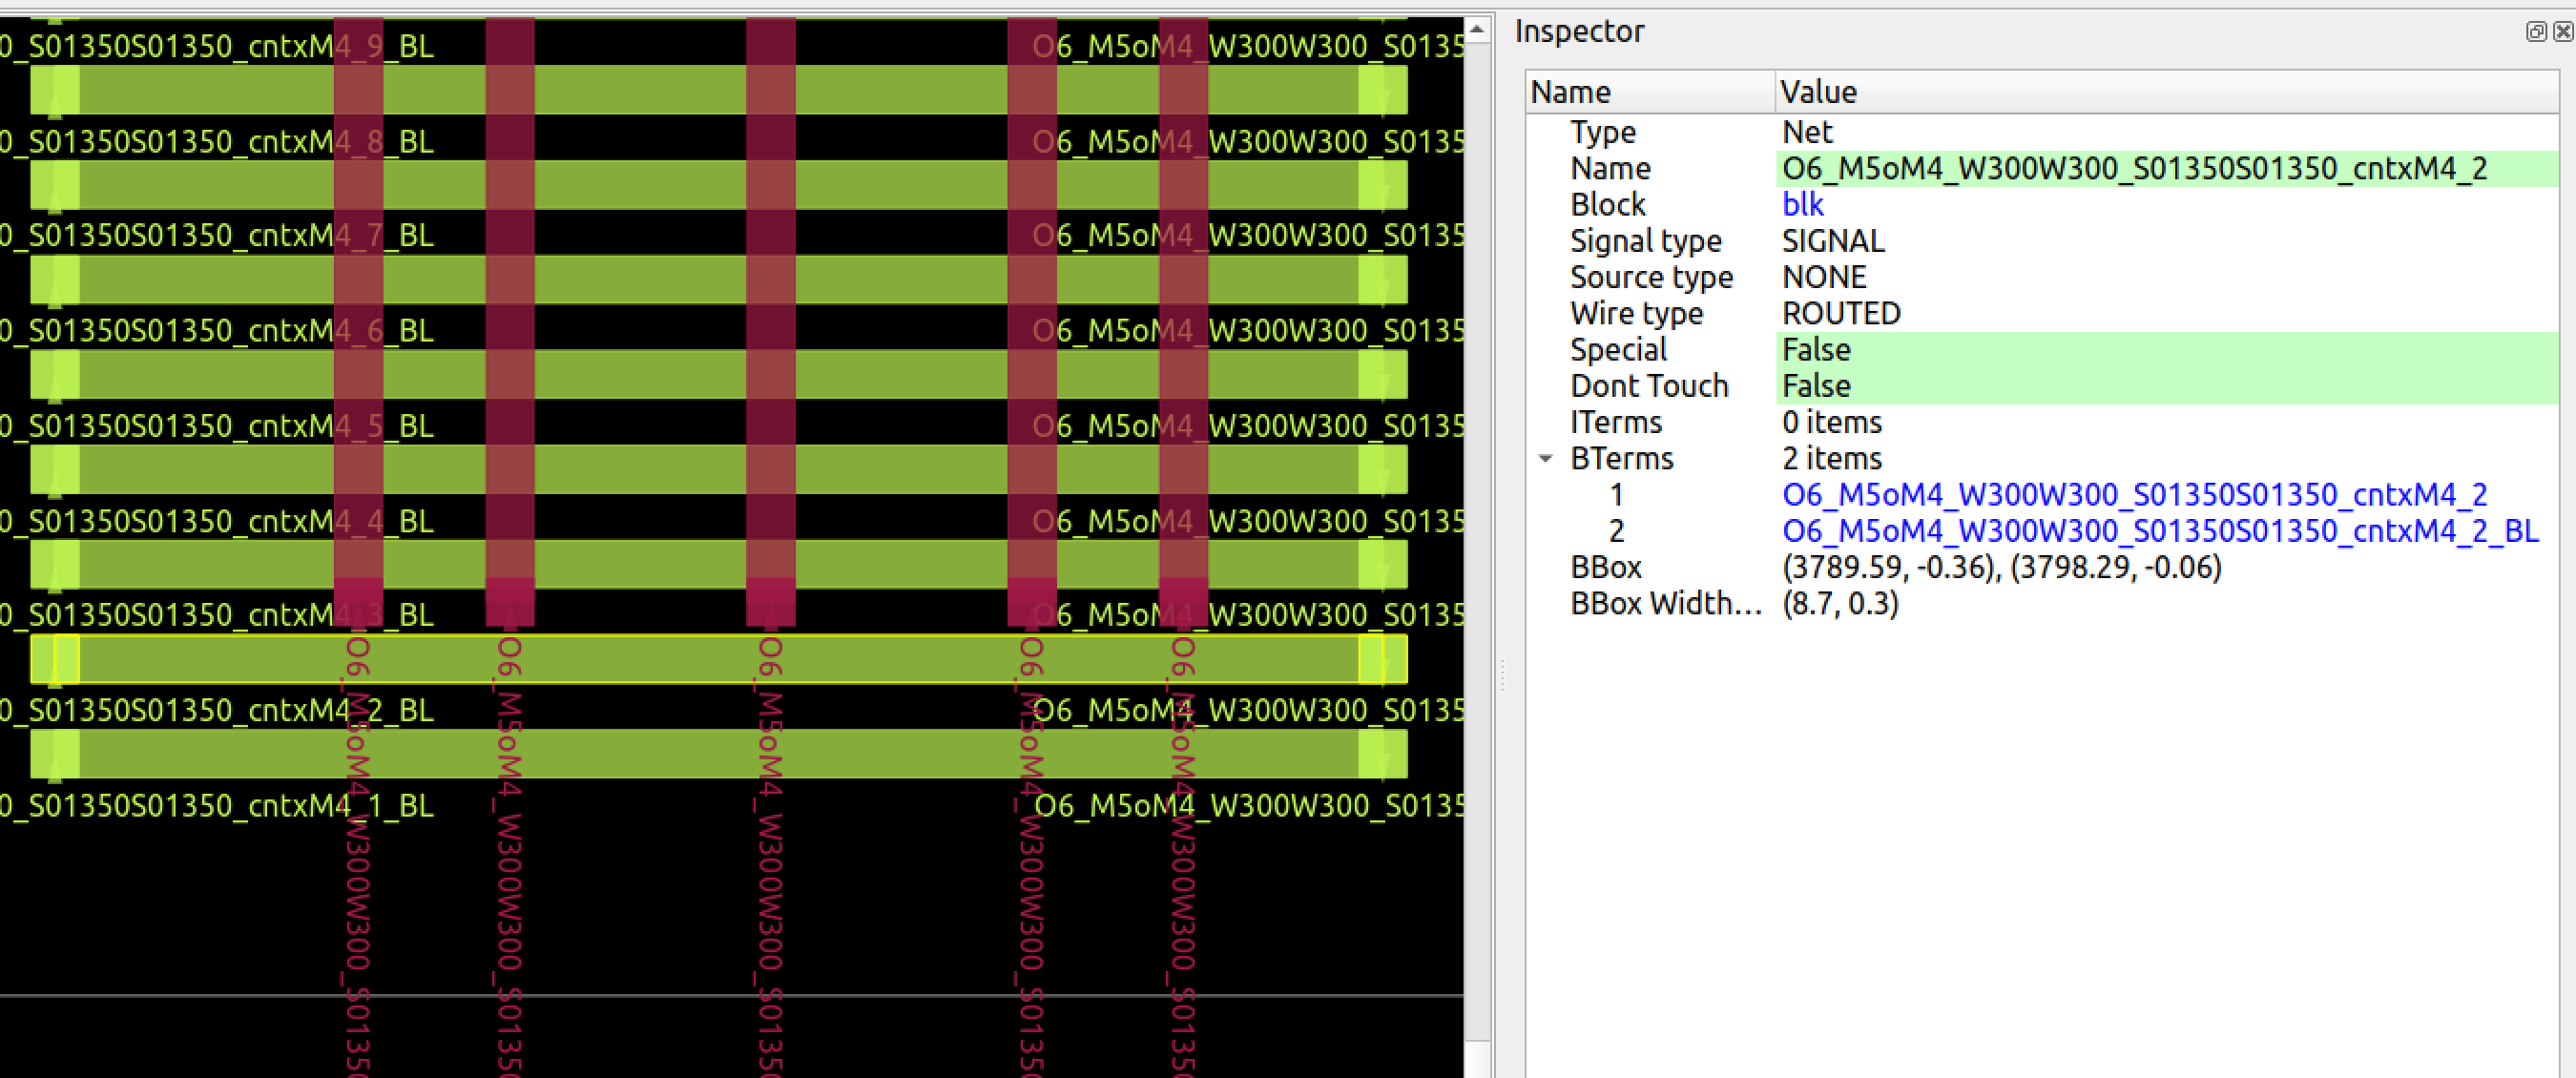 0_S01350S01350_cntxM4_9_BL O6_M5oM4_W300W300_S0135
0_S01350S01350_cntxM4_8_BL O6_M5oM4_W300W300_S0135
0_S01350S01350_cntxM4_7_BL O6_M5oM4_W300W300_S0135
0_S01350S01350_cntxM4_6_BL O6_M5oM4_W300W300_S0135
0_S01350S01350_cntxM4_5_BL O6_M5oM4_W300W300_S0135
0_S01350S01350_cntxM4_4_BL O6_M5oM4_W300W300_S0135
0_S01350S01350_cntxM4_3_BL O6_M5oM4_W300W300_S0135
0_S01350S01350_cntxM4_2_BL O6_M5oM4_W300W300_S0135
0_S01350S01350_cntxM4_1_BL O6_M5oM4_W300W300_S0135
O6_M5oM4_W300W300_S01350
O6_M5oM4_W300W300_S01350
O6_M5oM4_W300W300_S01350
O6_M5oM4_W300W300_S01350
O6_M5oM4_W300W300_S01350
Inspector
Name Value
Type Net
Name O6_M5oM4_W300W300_S01350S01350_cntxM4_2
Block blk
Signal type SIGNAL
Source type NONE
Wire type ROUTED
Special False
Dont Touch False
ITerms 0 items
BTerms 2 items
1 O6_M5oM4_W300W300_S01350S01350_cntxM4_2
2 O6_M5oM4_W300W300_S01350S01350_cntxM4_2_BL
BBox (3789.59, -0.36), (3798.29, -0.06)
BBox Width... (8.7, 0.3)